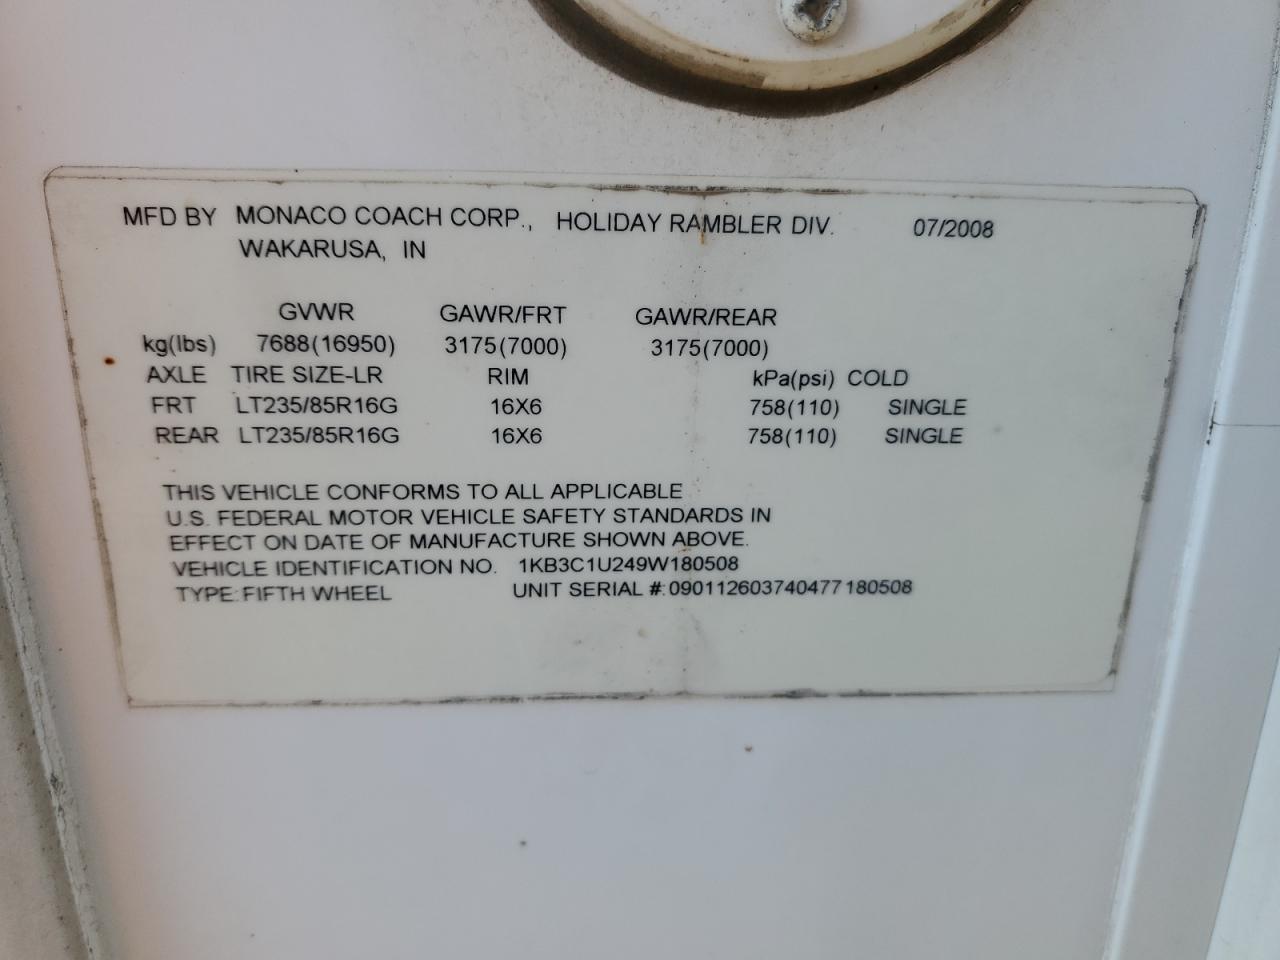 MFD BY MONACO COACH CORP., HOLIDAY RAMBLER DIV. 07/2008
WAKARUSA, IN
GVWR GAWR/FRT GAWR/REAR
kg(lbs) 7688(16950) 3175(7000) 3175(7000)
AXLE TIRE SIZE-LR RIM kPa(psi) COLD
FRT LT235/85R16G 16X6 758(110) SINGLE
REAR LT235/85R16G 16X6 758(110) SINGLE
THIS VEHICLE CONFORMS TO ALL APPLICABLE
U.S. FEDERAL MOTOR VEHICLE SAFETY STANDARDS IN
EFFECT ON DATE OF MANUFACTURE SHOWN ABOVE.
VEHICLE IDENTIFICATION NO. 1KB3C1U249W180508
TYPE: FIFTH WHEEL UNIT SERIAL #: 090112603740477180508